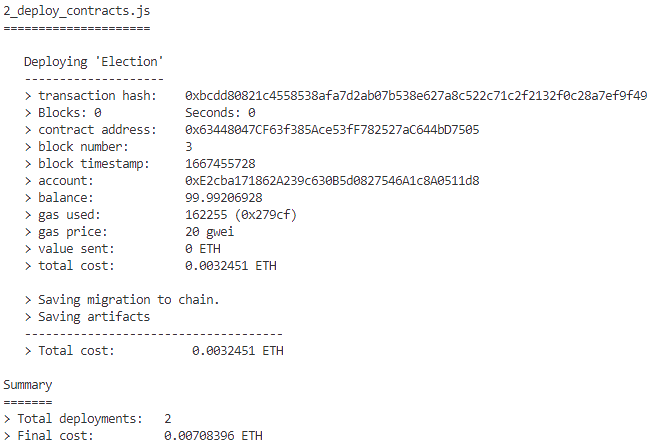 2_deploy_contracts.js
=====================
Deploying 'Election'
--------------------
> transaction hash: 0xbcdd80821c4558538afa7d2ab07b538e627a8c522c71c2f2132f0c28a7ef9f49
> Blocks: 0 Seconds: 0
> contract address: 0x63448047CF63f385Ace53fF782527aC644bD7505
> block number: 3
> block timestamp: 1667455728
> account: 0xE2cba171862A239c630B5d0827546A1c8A0511d8
> balance: 99.99206928
> gas used: 162255 (0x279cf)
> gas price: 20 gwei
> value sent: 0 ETH
> total cost: 0.0032451 ETH
> Saving migration to chain.
> Saving artifacts
-------------------------------------
> Total cost: 0.0032451 ETH
Summary
=======
> Total deployments: 2
> Final cost: 0.00708396 ETH